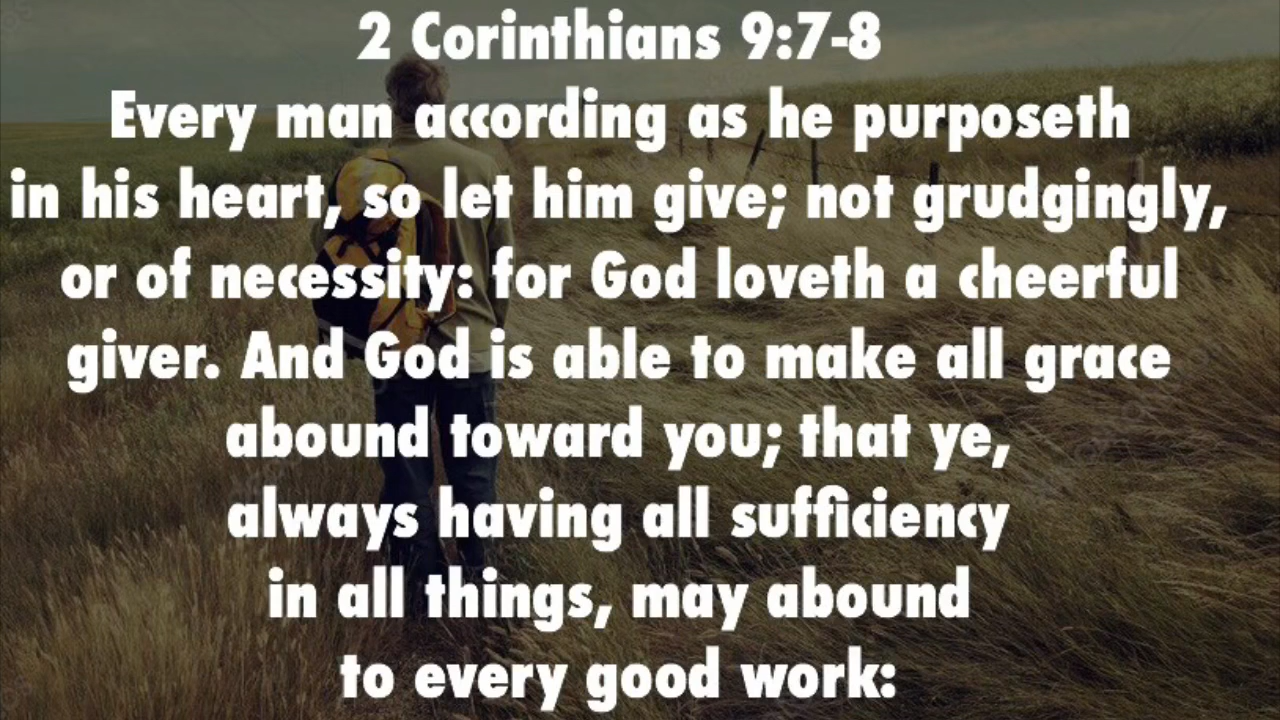 2 Corinthians 9:7-8
Every man according as he purposeth
in his heart, so let him give; not grudgingly,
or of necessity: for God loveth a cheerful
giver. And God is able to make all grace
abound toward you; that ye,
always having all sufficiency
in all things, may abound
to every good work: